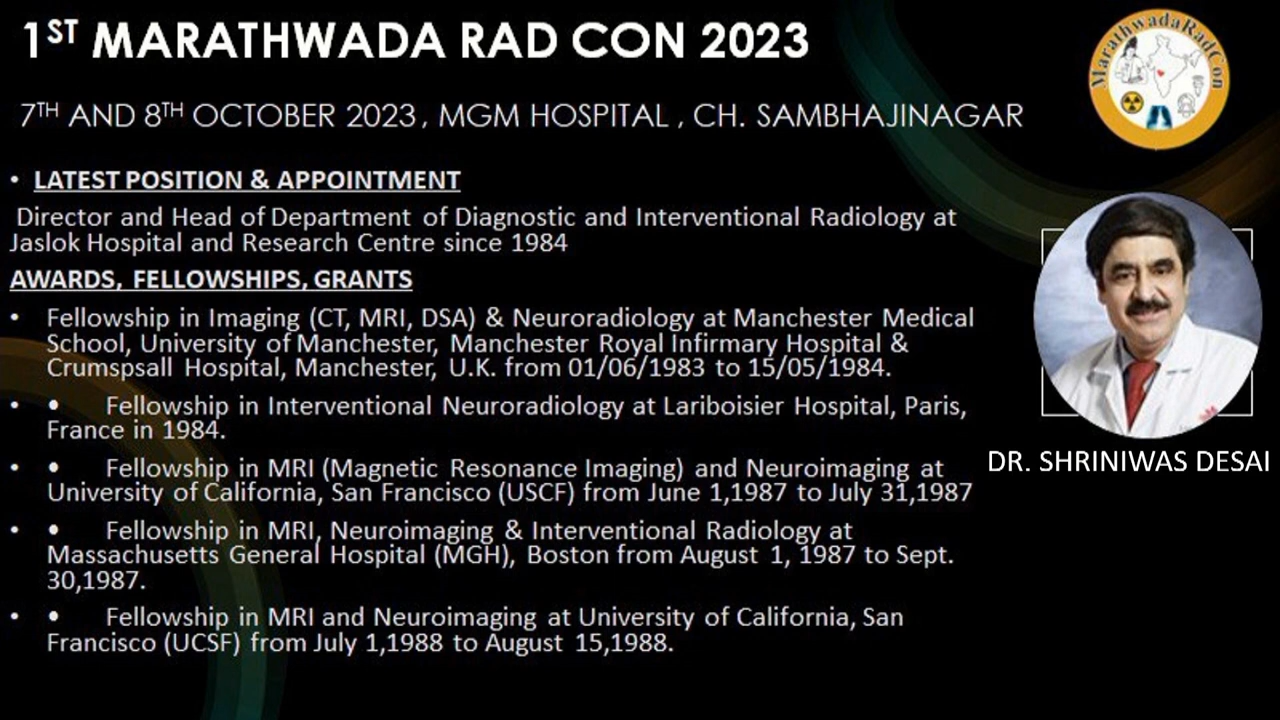 1ST MARATHWADA RAD CON 2023
MarathwadaRadCon
7TH AND 8TH OCTOBER 2023 , MGM HOSPITAL , CH. SAMBHAJINAGAR
• LATEST POSITION & APPOINTMENT
Director and Head of Department of Diagnostic and Interventional Radiology at
Jaslok Hospital and Research Centre since 1984
AWARDS, FELLOWSHIPS, GRANTS
• Fellowship in Imaging (CT, MRI, DSA) & Neuroradiology at Manchester Medical
School, University of Manchester, Manchester Royal Infirmary Hospital &
Crumspsall Hospital, Manchester, U.K. from 01/06/1983 to 15/05/1984.
• • Fellowship in Interventional Neuroradiology at Lariboisier Hospital, Paris,
France in 1984.
• • Fellowship in MRI (Magnetic Resonance Imaging) and Neuroimaging at
University of California, San Francisco (USCF) from June 1,1987 to July 31,1987
• • Fellowship in MRI, Neuroimaging & Interventional Radiology at
Massachusetts General Hospital (MGH), Boston from August 1, 1987 to Sept.
30,1987.
• • Fellowship in MRI and Neuroimaging at University of California, San
Francisco (UCSF) from July 1,1988 to August 15,1988.
DR. SHRINIWAS DESAI